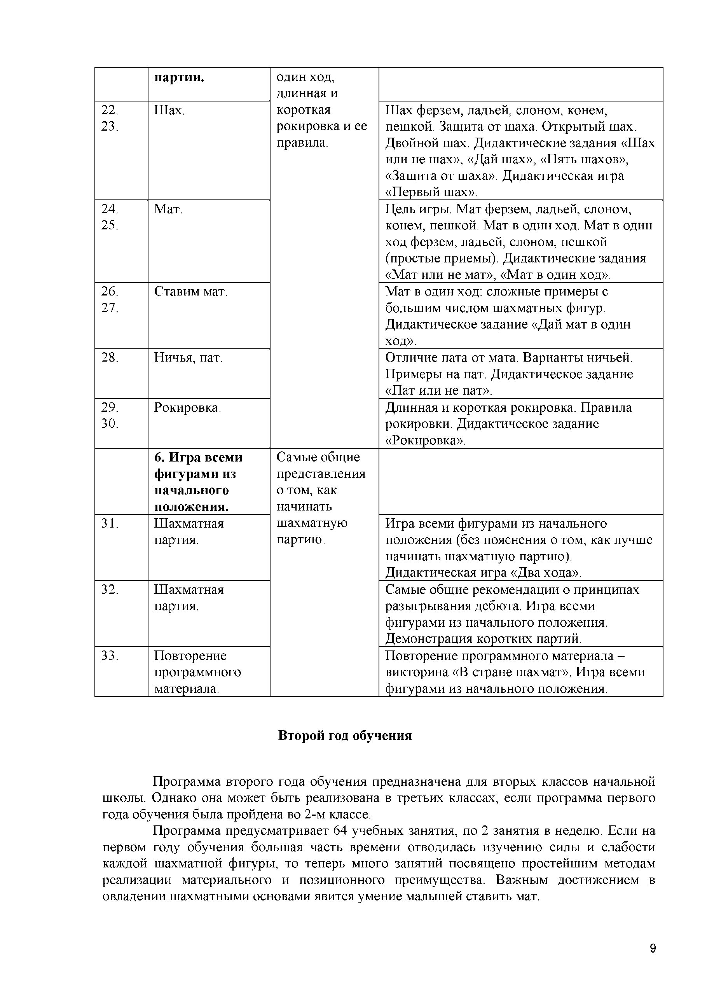 партии.
один ход,
длинная и
короткая
рокировка и ее
правила.
22.
23.
Шах.
Шах ферзем, ладьей, слоном, конем,
пешкой. Защита от шаха. Открытый шах.
Двойной шах. Дидактические задания «Шах
или не шах», «Дай шах», «Пять шахов»,
«Защита от шаха». Дидактическая игра
«Первый шах».
24.
25.
Мат.
Цель игры. Мат ферзем, ладьей, слоном,
конем, пешкой. Мат в один ход. Мат в один
ход ферзем, ладьей, слоном, пешкой
(простые приемы). Дидактические задания
«Мат или не мат», «Мат в один ход».
26.
27.
Ставим мат.
Мат в один ход: сложные примеры с
большим числом шахматных фигур.
Дидактическое задание «Дай мат в один
ход».
28.
Ничья, пат.
Отличие пата от мата. Варианты ничьей.
Примеры на пат. Дидактическое задание
«Пат или не пат».
29.
30.
Рокировка.
Длинная и короткая рокировка. Правила
рокировки. Дидактическое задание
«Рокировка».
6. Игра всеми
фигурами из
начального
положения.
Самые общие
представления
о том, как
начинать
шахматную
партию.
31.
Шахматная
партия.
Игра всеми фигурами из начального
положения (без пояснения о том, как лучше
начинать шахматную партию).
Дидактическая игра «Два хода».
32.
Шахматная
партия.
Самые общие рекомендации о принципах
разыгрывания дебюта. Игра всеми
фигурами из начального положения.
Демонстрация коротких партий.
33.
Повторение
программного
материала.
Повторение программного материала –
викторина «В стране шахмат». Игра всеми
фигурами из начального положения.
Второй год обучения
Программа второго года обучения предназначена для вторых классов начальной
школы. Однако она может быть реализована в третьих классах, если программа первого
года обучения была пройдена во 2-м классе.
Программа предусматривает 64 учебных занятия, по 2 занятия в неделю. Если на
первом году обучения большая часть времени отводилась изучению силы и слабости
каждой шахматной фигуры, то теперь много занятий посвящено простейшим методам
реализации материального и позиционного преимущества. Важным достижением в
овладении шахматными основами явится умение малышей ставить мат.
9